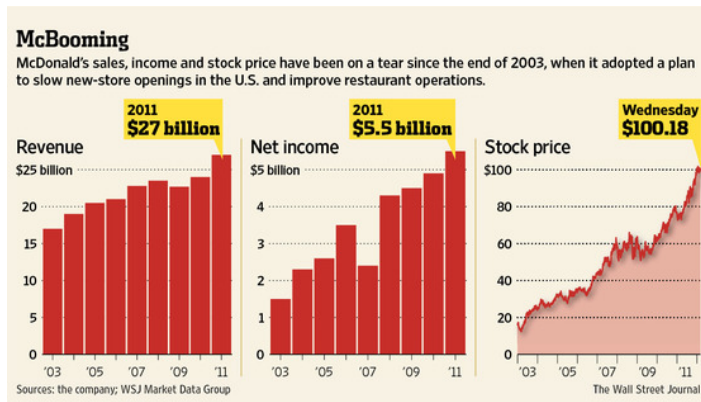 McBooming
McDonald's sales, income and stock price have been on a tear since the end of 2003, when it adopted a plan
to slow new-store openings in the U.S. and improve restaurant operations.
2011
$27 billion
Revenue
$25 billion
20
15
10
5
0
'03 '05 '07 '09 '11
2011
$5.5 billion
Net income
$5 billion
4
3
2
1
0
'03 '05 '07 '09 '11
Wednesday
$100.18
Stock price
$100
80
60
40
20
0
'03 '05 '07 '09 '11
Sources: the company; WSJ Market Data Group
The Wall Street Journal